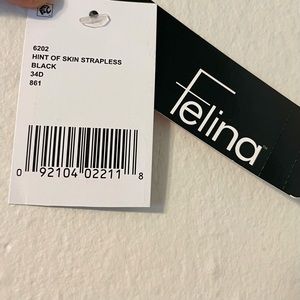 6202
HINT OF SKIN STRAPLESS
BLACK
34D
861
0 92104 02211 8
Felina